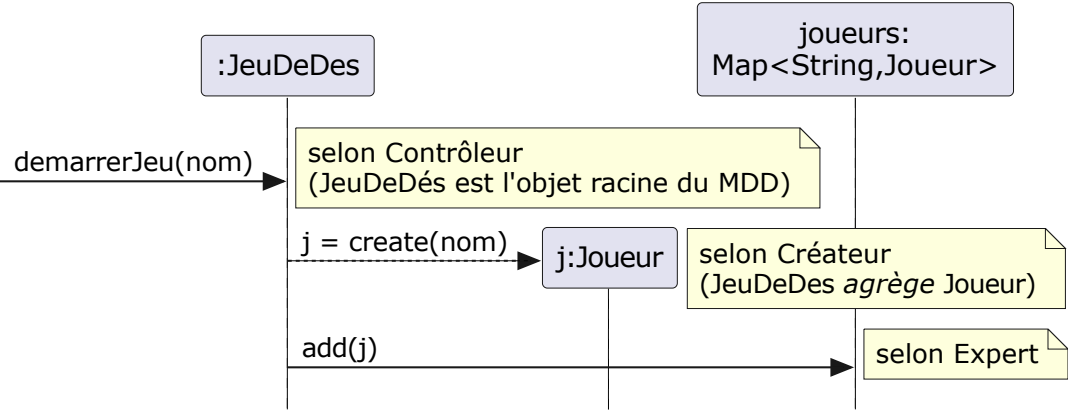 :JeuDeDes
joueurs:
Map<String,Joueur>
demarrerJeu(nom)
selon Contrôleur
(JeuDeDés est l'objet racine du MDD)
j = create(nom)
j:Joueur
selon Créateur
(JeuDeDes agrège Joueur)
add(j)
selon Expert